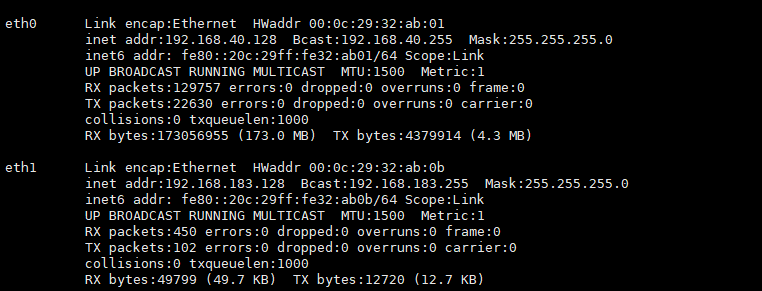 eth0      Link encap:Ethernet  HWaddr 00:0c:29:32:ab:01
          inet addr:192.168.40.128  Bcast:192.168.40.255  Mask:255.255.255.0
          inet6 addr: fe80::20c:29ff:fe32:ab01/64 Scope:Link
          UP BROADCAST RUNNING MULTICAST  MTU:1500  Metric:1
          RX packets:129757 errors:0 dropped:0 overruns:0 frame:0
          TX packets:22630 errors:0 dropped:0 overruns:0 carrier:0
          collisions:0 txqueuelen:1000
          RX bytes:173056955 (173.0 MB)  TX bytes:4379914 (4.3 MB)

eth1      Link encap:Ethernet  HWaddr 00:0c:29:32:ab:0b
          inet addr:192.168.183.128  Bcast:192.168.183.255  Mask:255.255.255.0
          inet6 addr: fe80::20c:29ff:fe32:ab0b/64 Scope:Link
          UP BROADCAST RUNNING MULTICAST  MTU:1500  Metric:1
          RX packets:450 errors:0 dropped:0 overruns:0 frame:0
          TX packets:102 errors:0 dropped:0 overruns:0 carrier:0
          collisions:0 txqueuelen:1000
          RX bytes:49799 (49.7 KB)  TX bytes:12720 (12.7 KB)